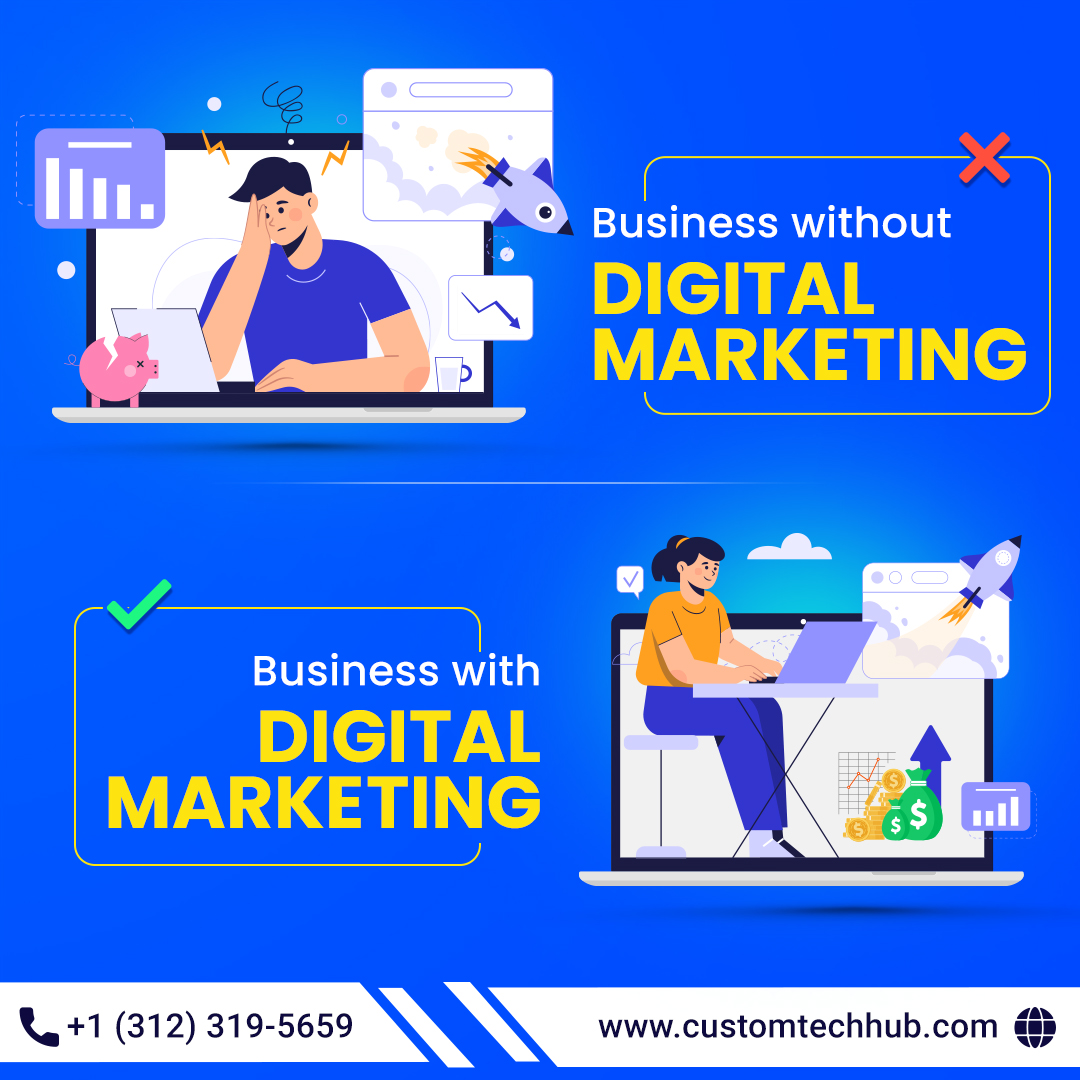 Business without
DIGITAL
MARKETING
Business with
DIGITAL
MARKETING
$
$
$
$
+1 (312) 319-5659
www.customtechhub.com